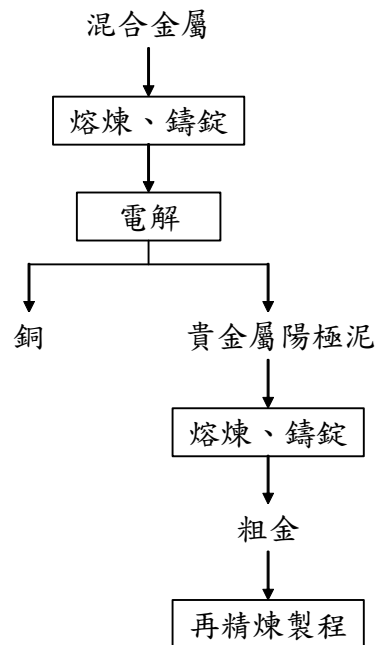 混合金屬
熔煉、鑄錠
電解
銅
貴金屬陽極泥
熔煉、鑄錠
粗金
再精煉製程